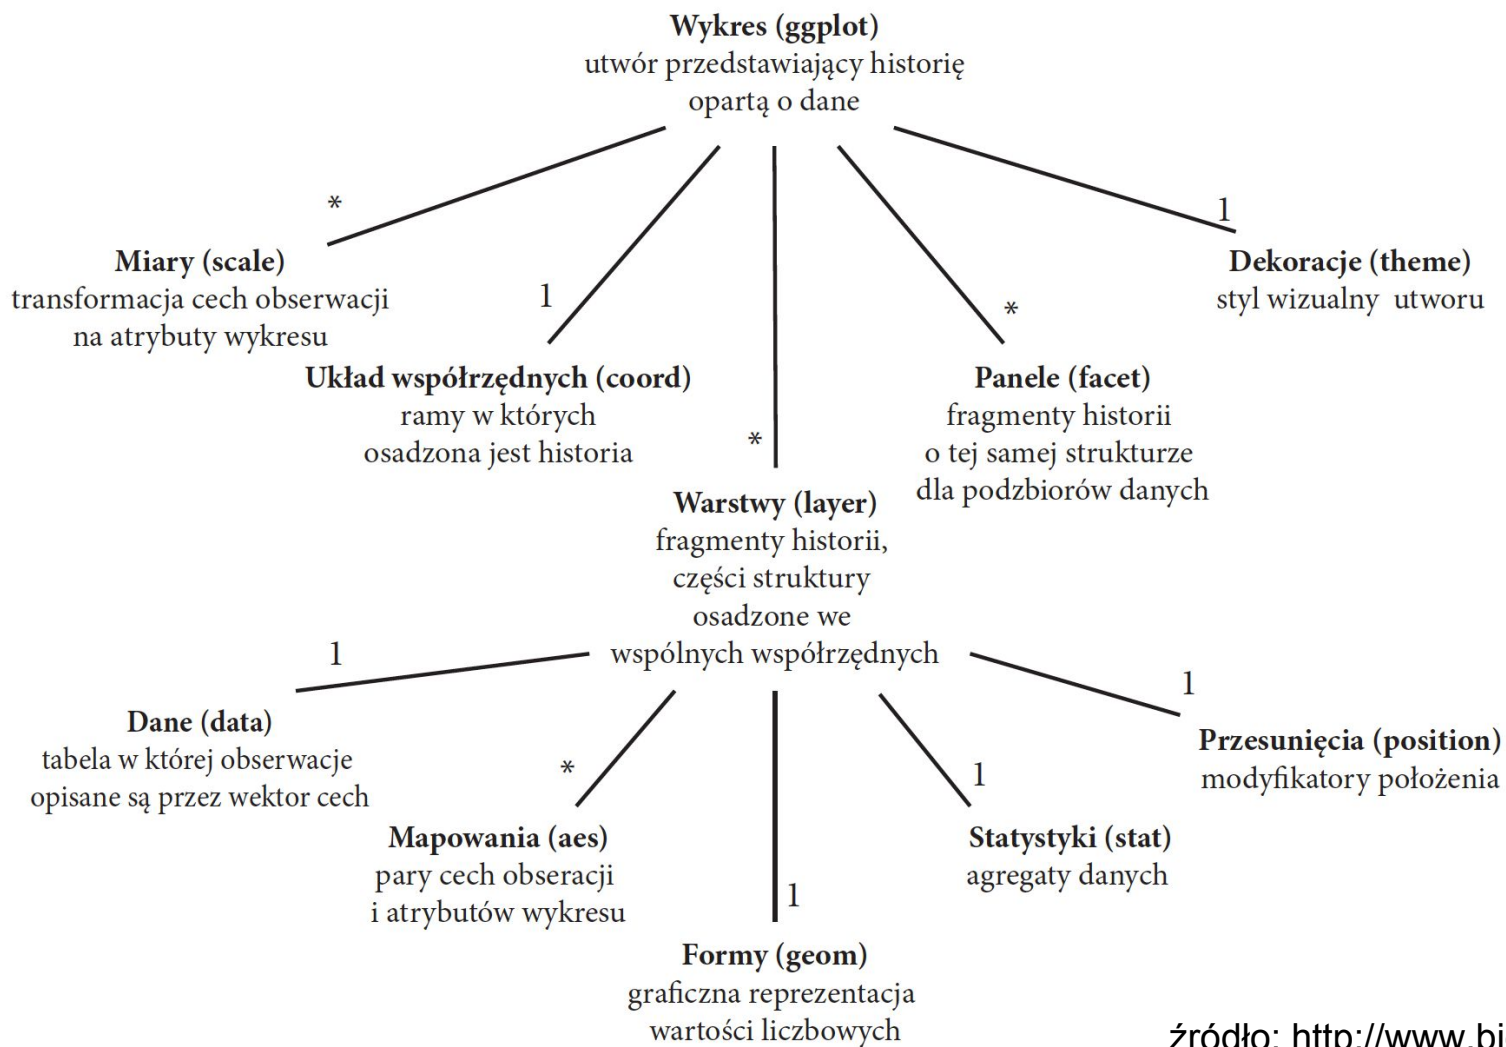 Wykres (ggplot)
utwór przedstawiający historię
opartą o dane
*
1
*
*
1
Miary (scale)
transformacja cech obserwacji
na atrybuty wykresu
Układ współrzędnych (coord)
ramy w których
osadzona jest historia
Warstwy (layer)
fragmenty historii,
części struktury
osadzone we
wspólnych współrzędnych
Panele (facet)
fragmenty historii
o tej samej strukturze
dla podzbiorów danych
Dekoracje (theme)
styl wizualny utworu
1
*
1
1
1
Dane (data)
tabela w której obserwacje
opisane są przez wektor cech
Mapowania (aes)
pary cech obseracji
i atrybutów wykresu
Formy (geom)
graficzna reprezentacja
wartości liczbowych
Statystyki (stat)
agregaty danych
Przesunięcia (position)
modyfikatory położenia
źródło: http://www.bi